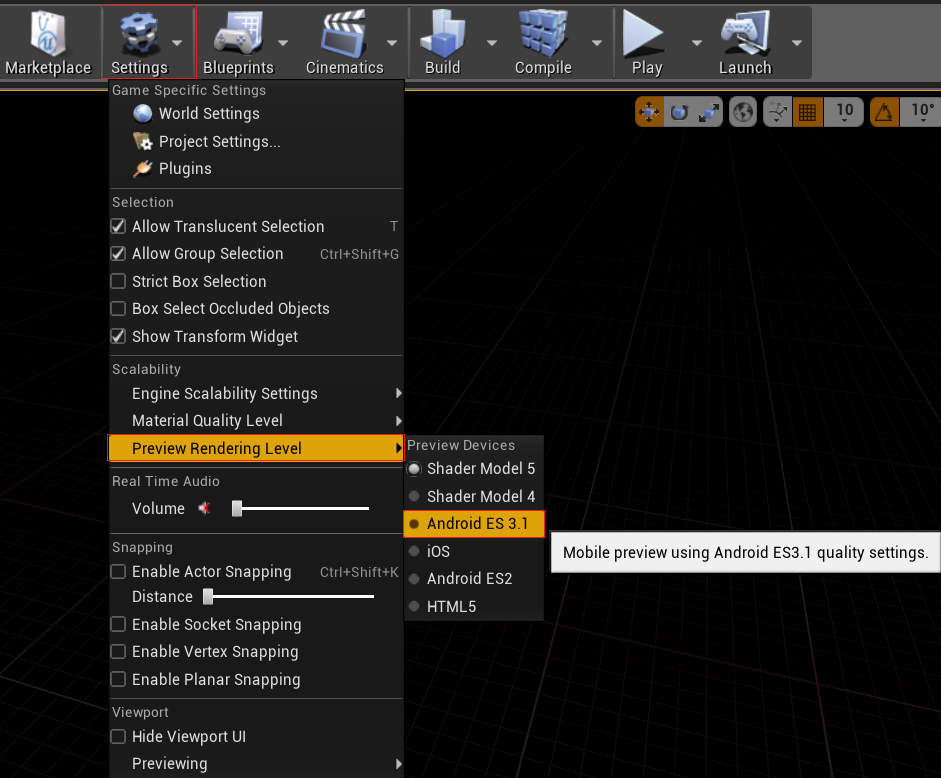 Marketplace Settings Blueprints Cinematics Build Compile Play Launch
10 10°
Game Specific Settings
World Settings
Project Settings...
Plugins
Selection
Allow Translucent Selection T
Allow Group Selection Ctrl+Shift+G
Strict Box Selection
Box Select Occluded Objects
Show Transform Widget
Scalability
Engine Scalability Settings
Material Quality Level
Preview Rendering Level
Preview Devices
Shader Model 5
Shader Model 4
Android ES 3.1
iOS
Android ES2
HTML5
Mobile preview using Android ES3.1 quality settings.
Real Time Audio
Volume
Snapping
Enable Actor Snapping Ctrl+Shift+K
Distance
Enable Socket Snapping
Enable Vertex Snapping
Enable Planar Snapping
Viewport
Hide Viewport UI
Previewing